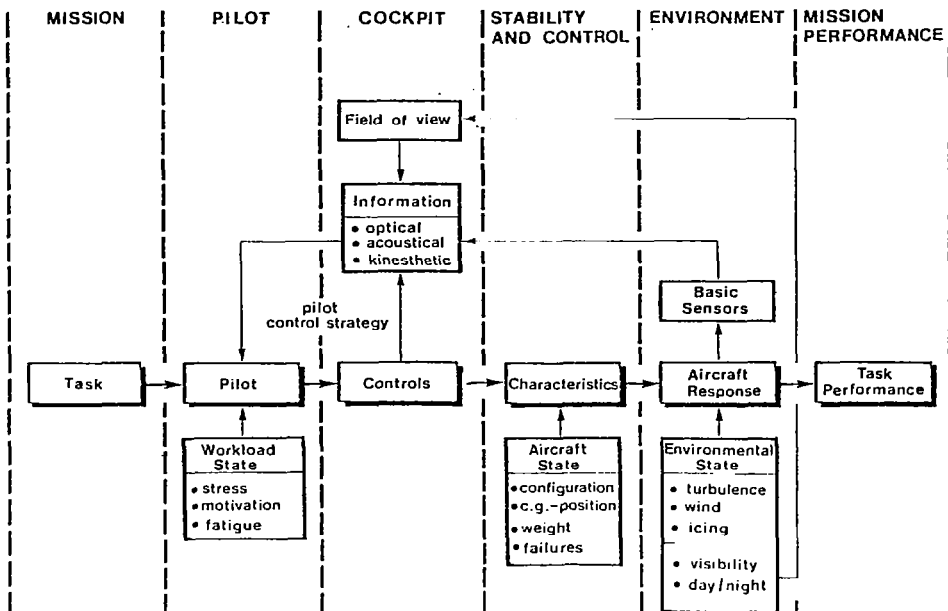 MISSION
PILOT
COCKPIT
STABILITY
AND CONTROL
ENVIRONMENT
MISSION
PERFORMANCE
Field of view
Information
• optical
• acoustical
• kinesthetic
Basic
Sensors
pilot
control strategy
Task
Pilot
Controls
Characteristics
Aircraft
Response
Task
Performance
Workload
State
• stress
• motivation
• fatigue
Aircraft
State
• configuration
• c.g.-position
• weight
• failures
Environmental
State
• turbulence
• wind
• icing
• visibility
• day/night